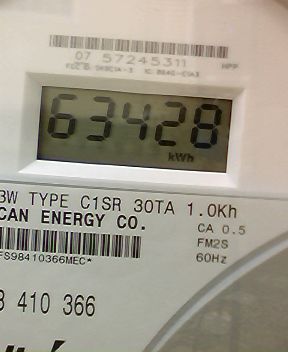 07 57245311
63428
kWh
3W TYPE C1SR 30TA 1.0Kh
CAN ENERGY CO.
CA 0.5
FM2S
60Hz
FS98410366MEC*
410 366